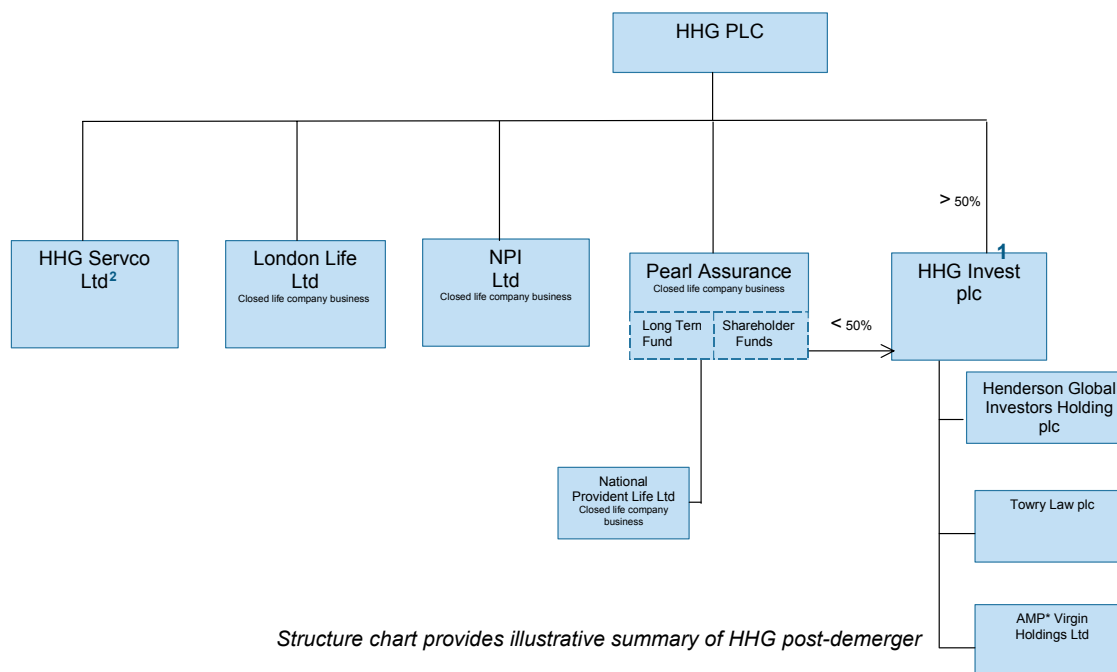 HHG PLC
> 50%
HHG Servco
Ltd2
London Life
Ltd
Closed life company business
NPI
Ltd
Closed life company business
Pearl Assurance
Closed life company business
Long Tern
Fund
Shareholder
Funds
< 50%
1
HHG Invest
plc
Henderson Global
Investors Holding
plc
National
Provident Life Ltd
Closed life company
business
Towry Law plc
AMP* Virgin
Holdings Ltd
Structure chart provides illustrative summary of HHG post-demerger